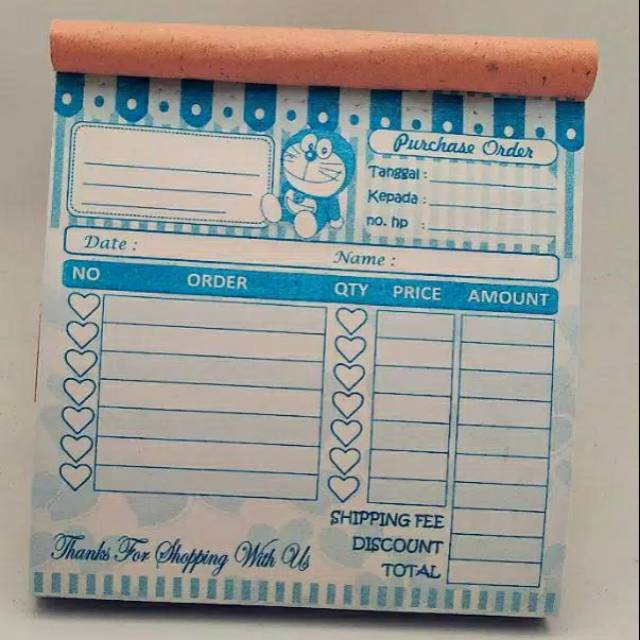 Purchase Order
Tanggal :
Kepada :
no. hp :
Date : Name :
NO ORDER QTY PRICE AMOUNT
SHIPPING FEE
DISCOUNT
TOTAL
Thanks For Shopping With Us